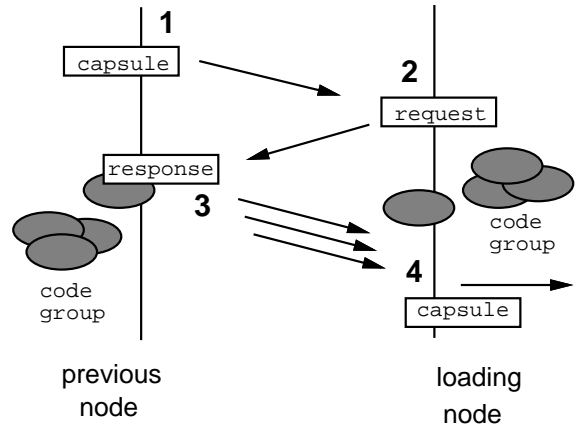 1
capsule
2
request
response
3
code
group
code
group
4
capsule
previous
node
loading
node